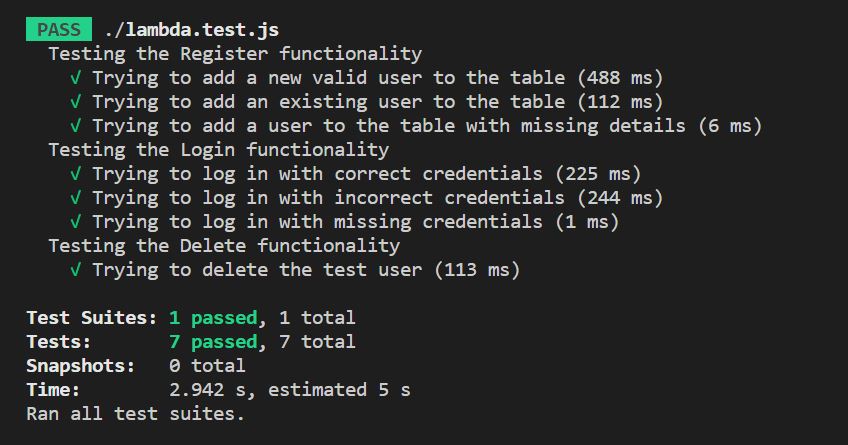 PASS ./lambda.test.js
Testing the Register functionality
√ Trying to add a new valid user to the table (488 ms)
√ Trying to add an existing user to the table (112 ms)
√ Trying to add a user to the table with missing details (6 ms)
Testing the Login functionality
√ Trying to log in with correct credentials (225 ms)
√ Trying to log in with incorrect credentials (244 ms)
√ Trying to log in with missing credentials (1 ms)
Testing the Delete functionality
√ Trying to delete the test user (113 ms)
Test Suites: 1 passed, 1 total
Tests: 7 passed, 7 total
Snapshots: 0 total
Time: 2.942 s, estimated 5 s
Ran all test suites.